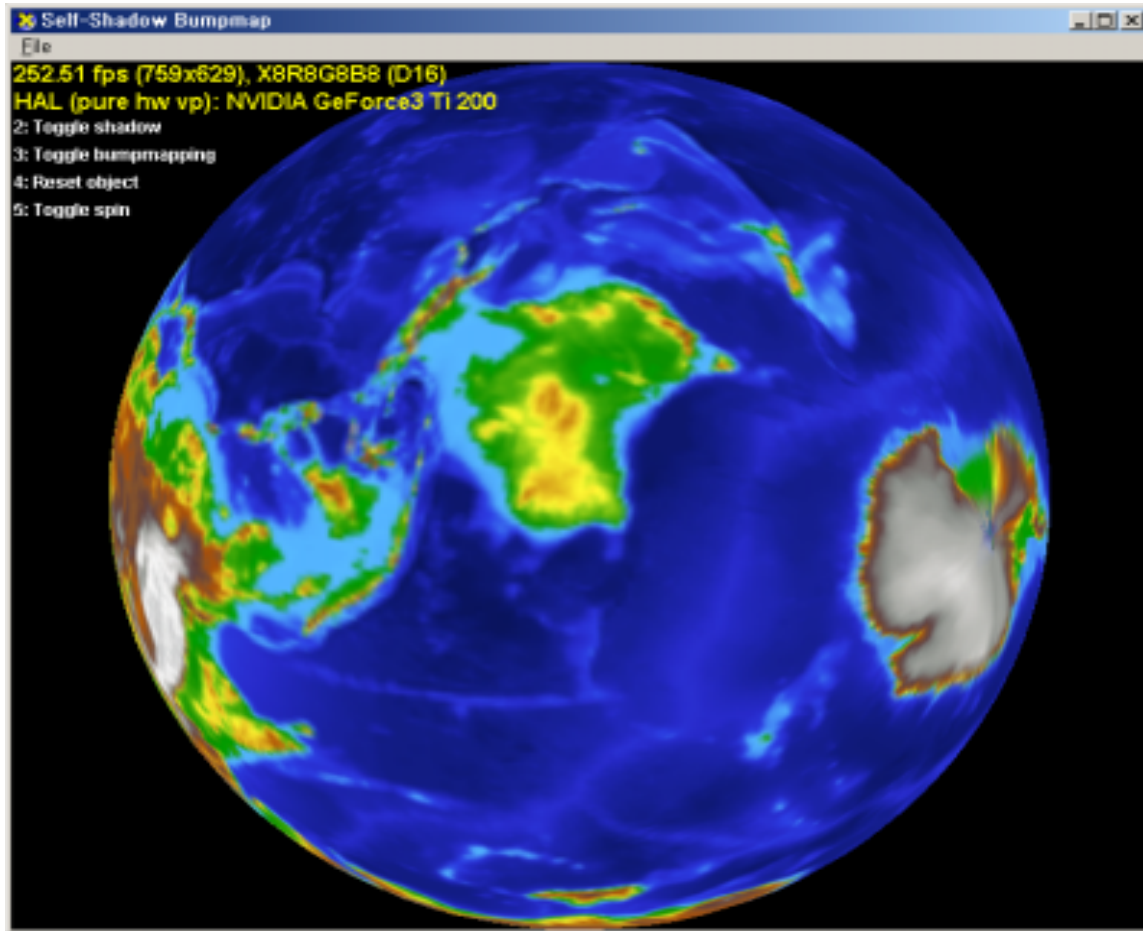 Self-Shadow Bumpmap
File
252.51 fps (759x629), X8R8G8B8 (D16)
HAL (pure hw vp): NVIDIA GeForce3 Ti 200
2: Toggle shadow
3: Toggle bumpmapping
4: Reset object
5: Toggle spin